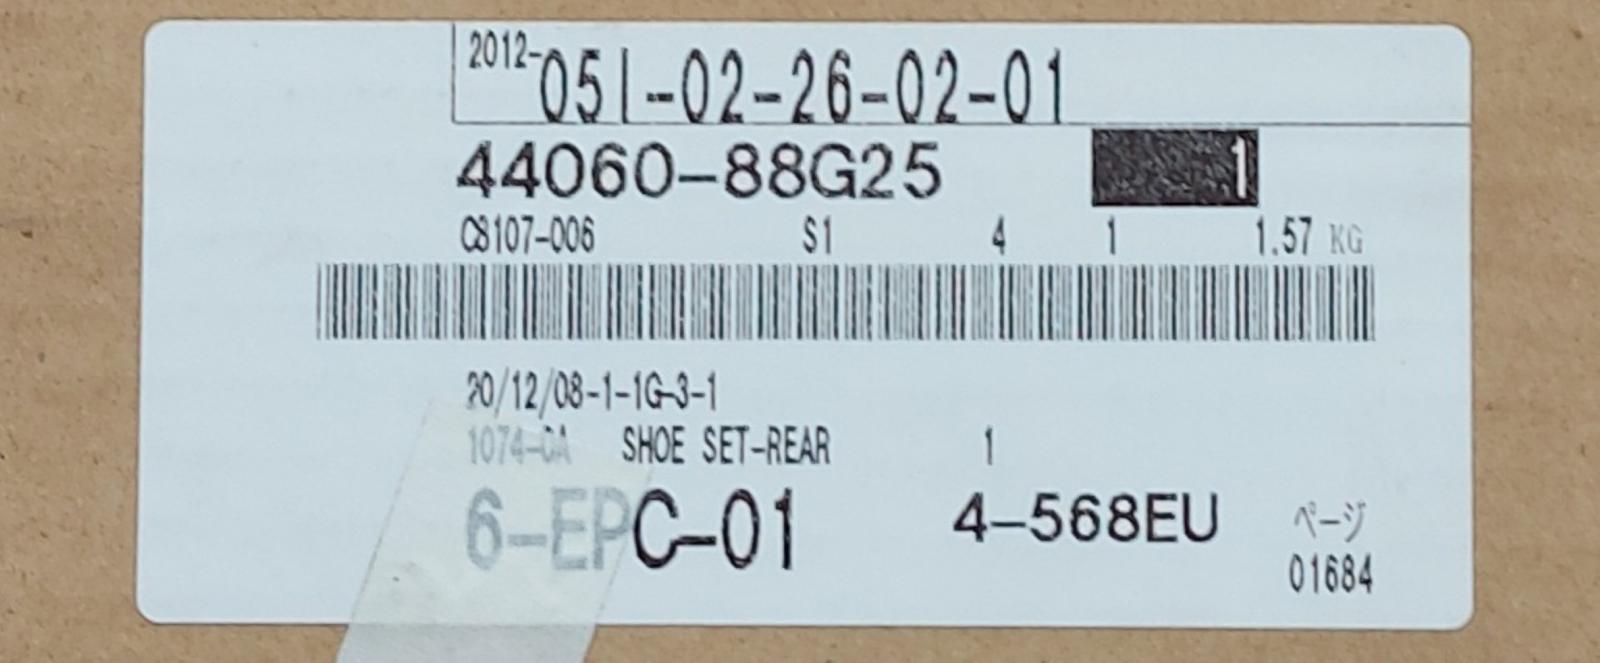 2012-051-02-26-02-01
44060-88G25 1
C8107-006 S1 4 1 1.57 KG
20/12/08-1-1G-3-1
1074-0A SHOE SET-REAR 1
6-EPC-01 4-568EU ページ
01684